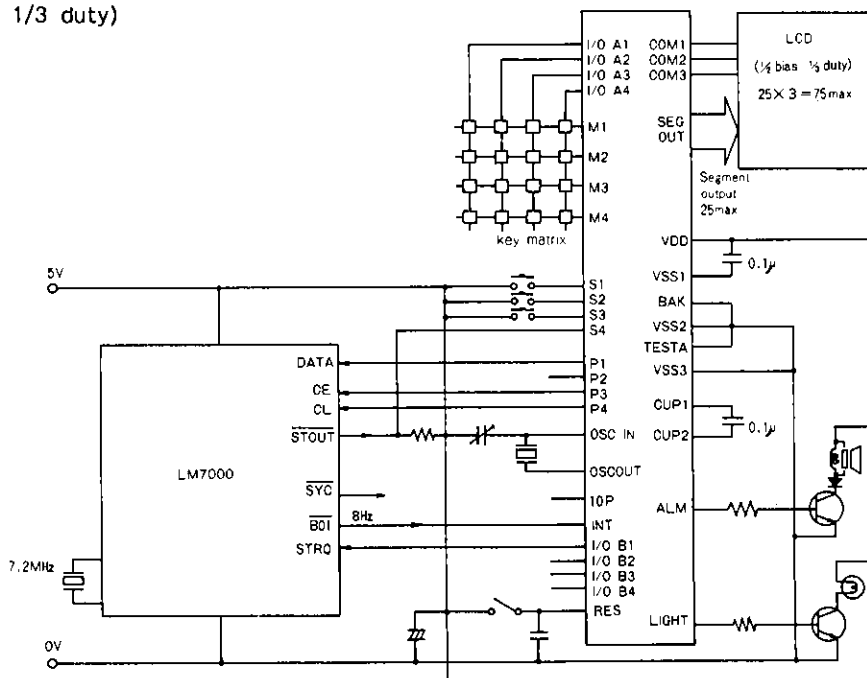 1/3 duty)
I/O A1
I/O A2
I/O A3
I/O A4
M1
M2
M3
M4
key matrix
COM1
COM2
COM3
SEG
OUT
LCD
(½ bias ⅓ duty)
25×3=75max
Segment
output
25max
VDD
0.1μ
VSS1
BAK
VSS2
TESTA
VSS3
CUP1
0.1μ
CUP2
ALM
LIGHT
5V
S1
S2
S3
S4
P1
P2
P3
P4
OSC IN
OSCOUT
10P
INT
I/O B1
I/O B2
I/O B3
I/O B4
RES
DATA
CE
CL
STOUT
LM7000
SYC
BOI
8Hz
STRQ
7.2MHz
0V